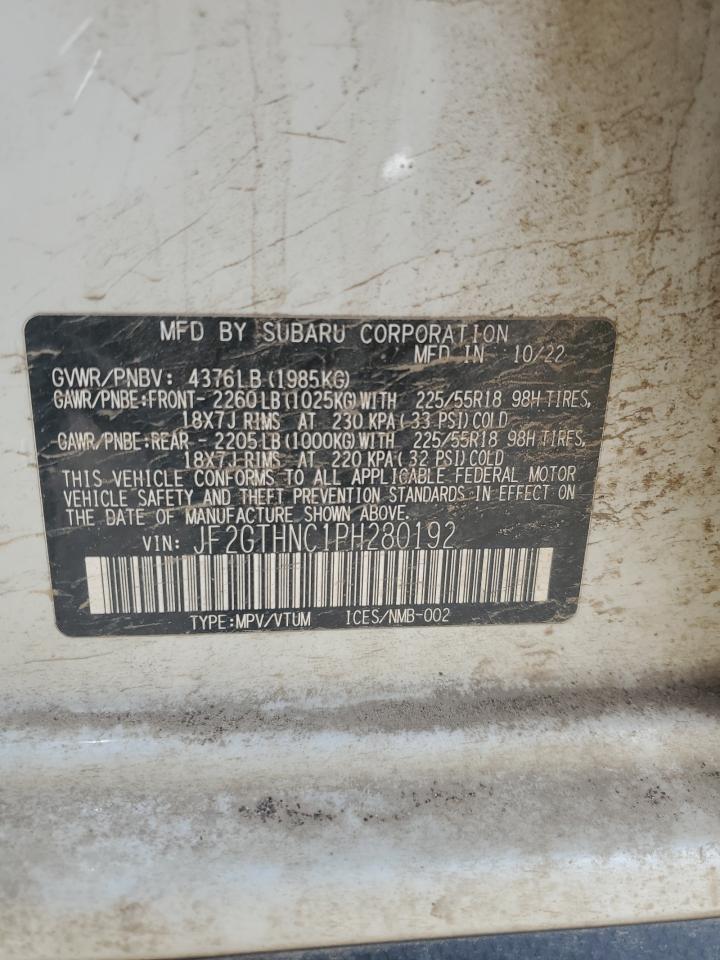 MFD BY SUBARU CORPORATION
MFD IN 10/22
GVWR/PNBV: 4376LB(1985KG)
GAWR/PNBE:FRONT- 2260LB(1025KG)WITH 225/55R18 98H TIRES,
18X7J RIMS AT 230 KPA(33 PSI)COLD
GAWR/PNBE:REAR - 2205LB(1000KG)WITH 225/55R18 98H TIRES,
18X7J RIMS AT 220 KPA(32 PSI)COLD
THIS VEHICLE CONFORMS TO ALL APPLICABLE FEDERAL MOTOR
VEHICLE SAFETY AND THEFT PREVENTION STANDARDS IN EFFECT ON
THE DATE OF MANUFACTURE SHOWN ABOVE.
VIN: JF2GTHNC1PH280192
TYPE:MPV/VTUM ICES/NMB-002